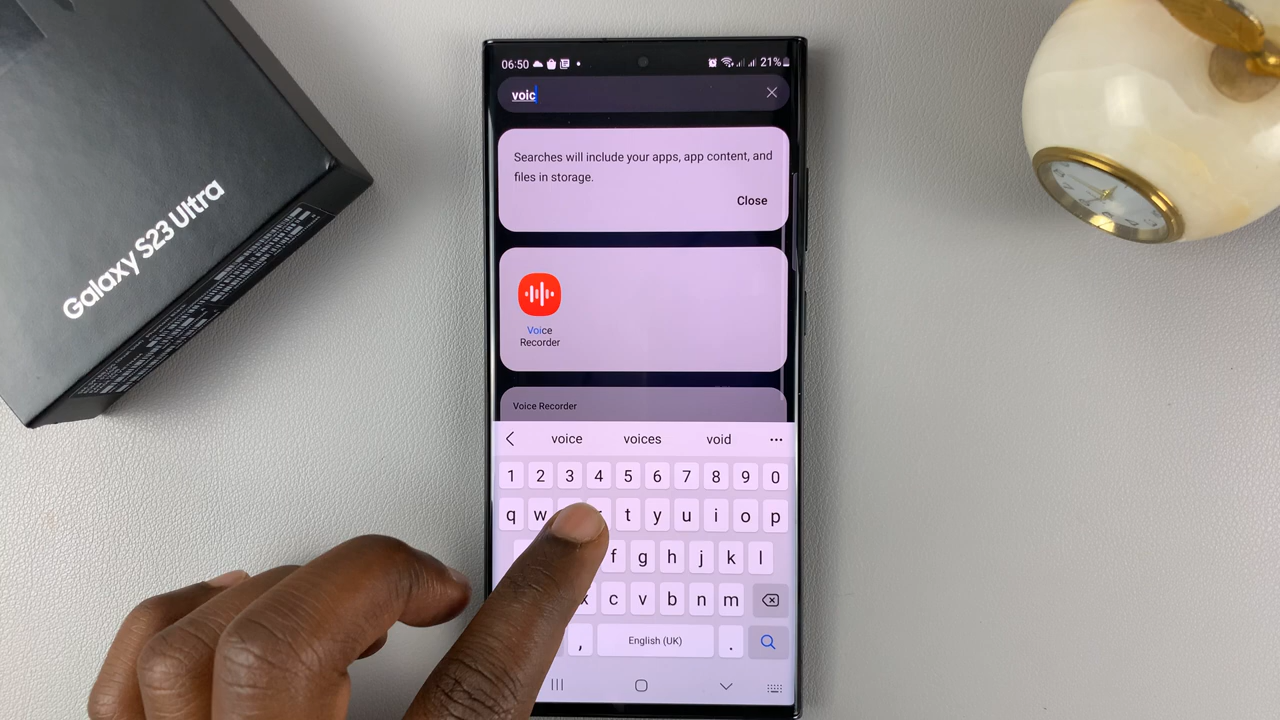 Galaxy S23 Ultra
06:50
21%
voic
Searches will include your apps, app content, and
files in storage.
Close
Voice
Recorder
Voice Recorder
voice voices void
1 2 3 4 5 6 7 8 9 0
q w t y u i o p
f g h j k l
x c v b n m
, English (UK) .